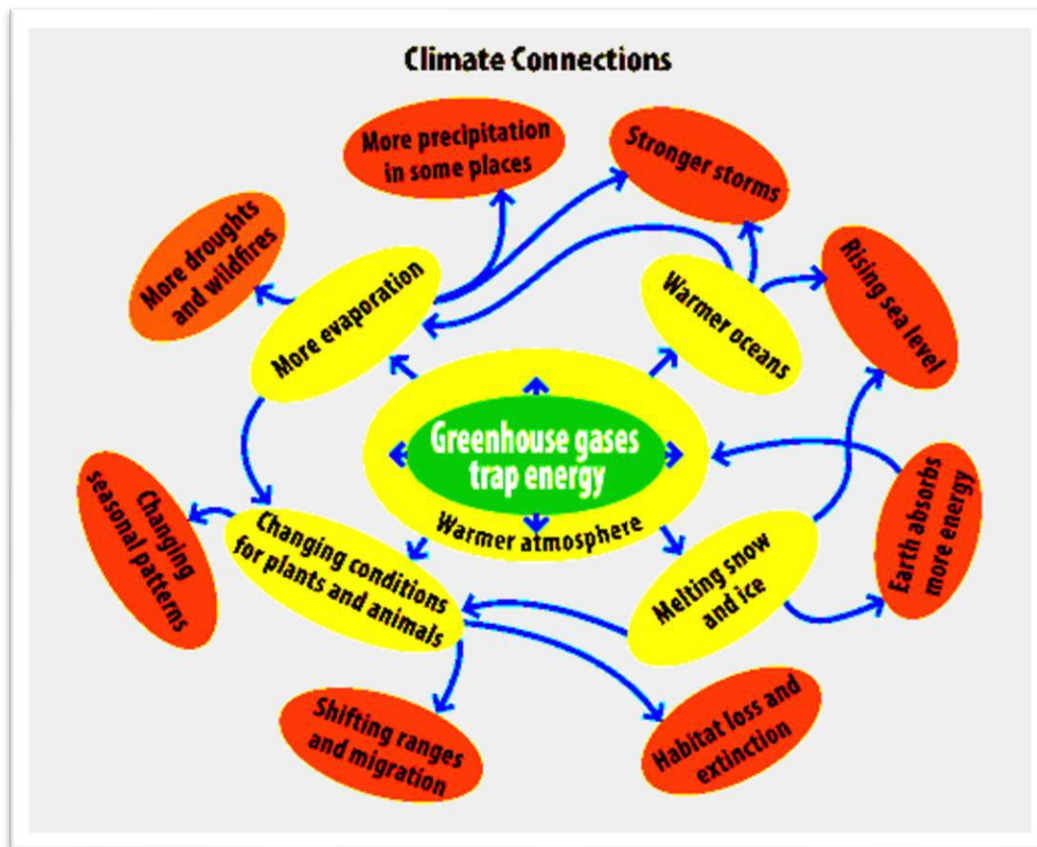 Climate Connections
More precipitation
in some places
Stronger storms
More droughts
and wildfires
More evaporation
Warmer oceans
Rising sea level
Greenhouse gases
trap energy
Warmer atmosphere
Changing
seasonal patterns
Changing conditions
for plants and animals
Melting snow
and ice
Earth absorbs
more energy
Shifting ranges
and migration
Habitat loss and
extinction